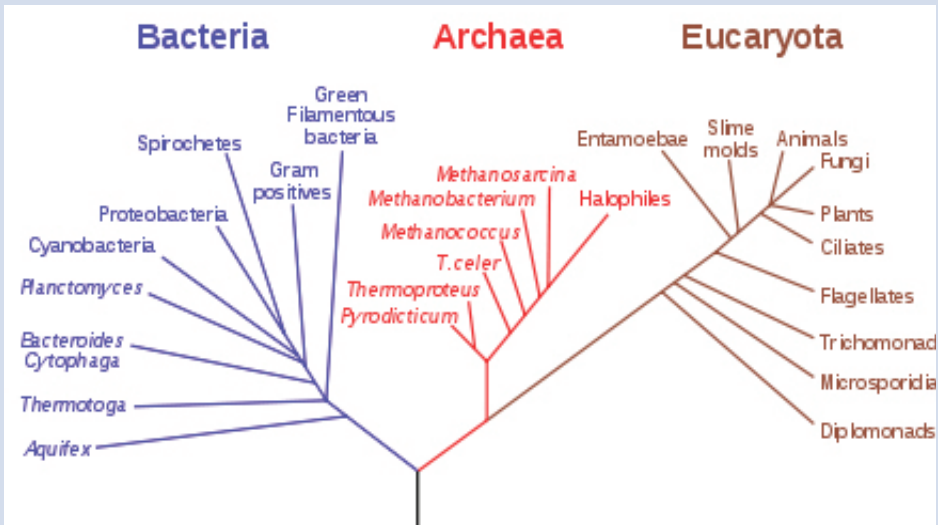 Bacteria
Archaea
Eucaryota
Green
Filamentous
bacteria
Spirochetes
Gram
positives
Proteobacteria
Cyanobacteria
Planctomyces
Bacteroides
Cytophaga
Thermotoga
Aquifex
Methanosarcina
Methanobacterium
Halophiles
Methanococcus
T.celer
Thermoproteus
Pyrodicticum
Entamoebae
Slime
molds
Animals
Fungi
Plants
Ciliates
Flagellates
Trichomonad
Microsporidia
Diplomonads